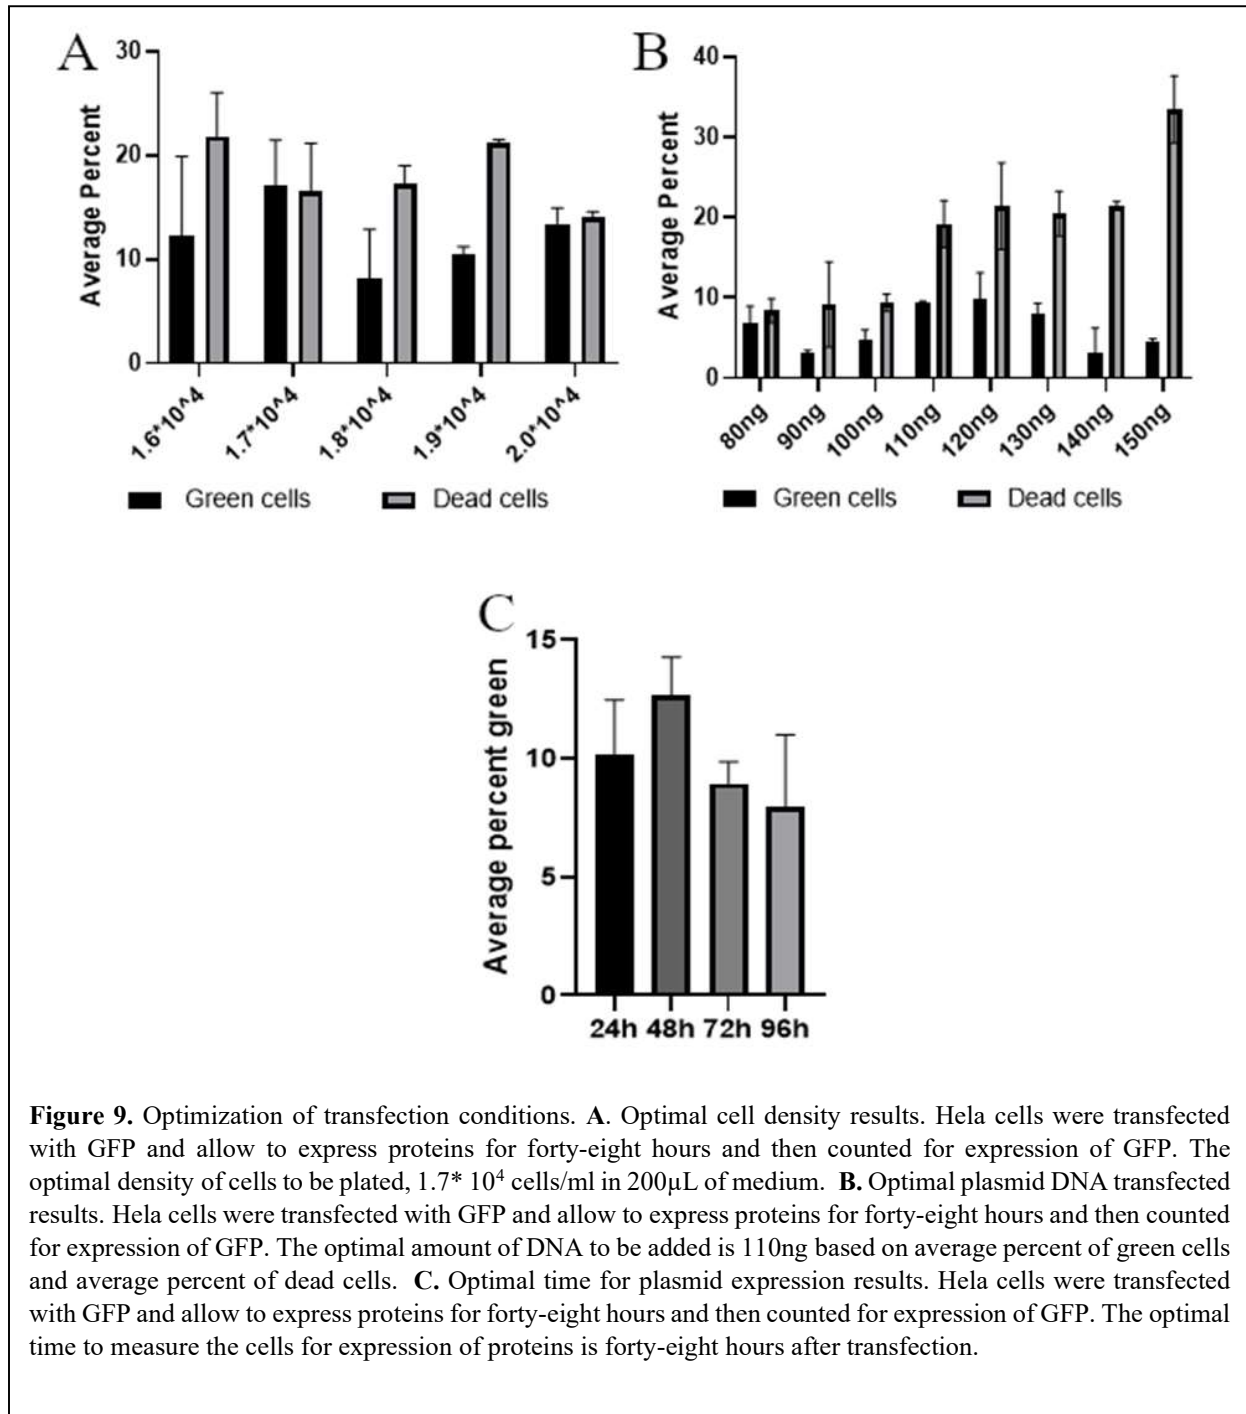 A
30
20
10
0
Average Percent
1.6*10^4
1.7*10^4
1.8*10^4
1.9*10^4
2.0*10^4
Green cells
Dead cells
B
40
30
20
10
0
Average Percent
80ng
90ng
100ng
110ng
120ng
130ng
140ng
150ng
Green cells
Dead cells
C
15
10
5
0
Average percent green
24h 48h 72h 96h
Figure 9. Optimization of transfection conditions. A. Optimal cell density results. Hela cells were transfected
with GFP and allow to express proteins for forty-eight hours and then counted for expression of GFP. The
optimal density of cells to be plated, 1.7* 10⁴ cells/ml in 200µL of medium. B. Optimal plasmid DNA transfected
results. Hela cells were transfected with GFP and allow to express proteins for forty-eight hours and then counted
for expression of GFP. The optimal amount of DNA to be added is 110ng based on average percent of green cells
and average percent of dead cells. C. Optimal time for plasmid expression results. Hela cells were transfected
with GFP and allow to express proteins for forty-eight hours and then counted for expression of GFP. The optimal
time to measure the cells for expression of proteins is forty-eight hours after transfection.